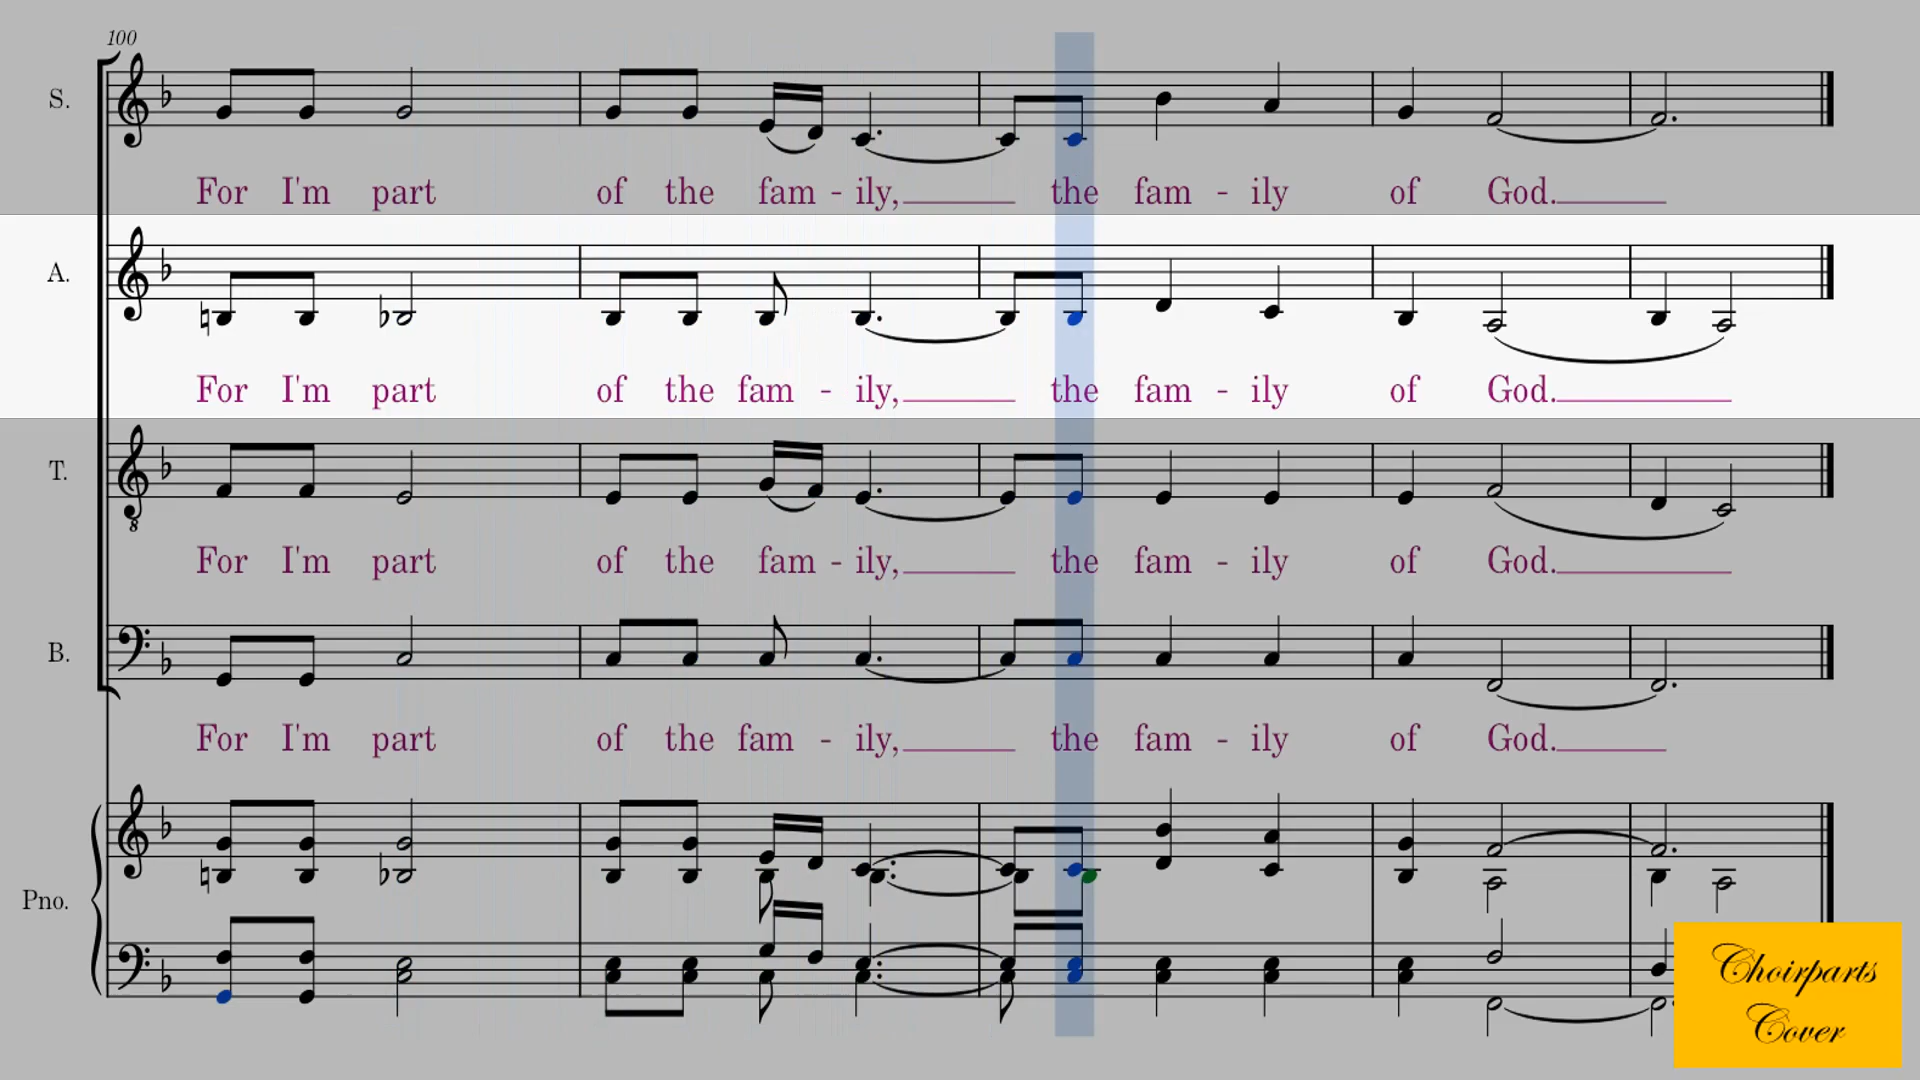 100
S.
For I'm part of the fam - ily, the fam - ily of God.
A.
For I'm part of the fam - ily, the fam - ily of God.
T.
8
For I'm part of the fam - ily, the fam - ily of God.
B.
For I'm part of the fam - ily, the fam - ily of God.
Pno.
Choirparts
Cover